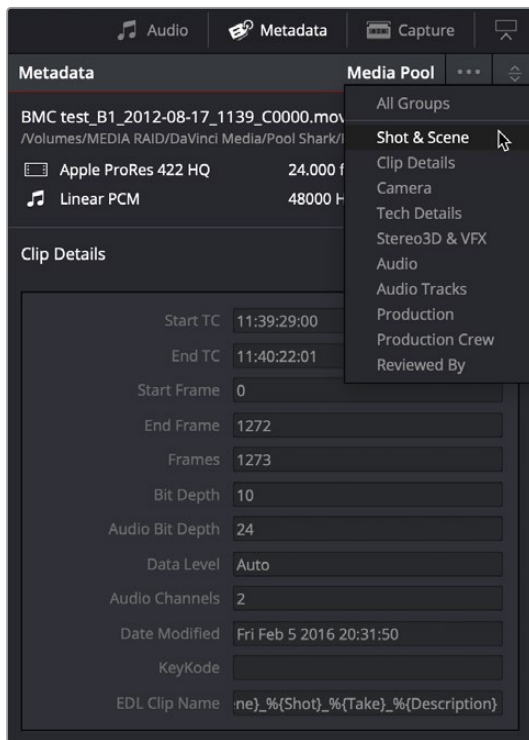 Audio
Metadata
Capture
Metadata
Media Pool
BMC test_B1_2012-08-17_1139_C0000.mov
/Volumes/MEDIA RAID/DaVinci Media/Pool Shark/
Apple ProRes 422 HQ
24.000 f
Linear PCM
48000 H
Clip Details
All Groups
Shot & Scene
Clip Details
Camera
Tech Details
Stereo3D & VFX
Audio
Audio Tracks
Production
Production Crew
Reviewed By
Start TC 11:39:29:00
End TC 11:40:22:01
Start Frame 0
End Frame 1272
Frames 1273
Bit Depth 10
Audio Bit Depth 24
Data Level Auto
Audio Channels 2
Date Modified Fri Feb 5 2016 20:31:50
KeyKode
EDL Clip Name ne}_%{Shot}_%{Take}_%{Description}